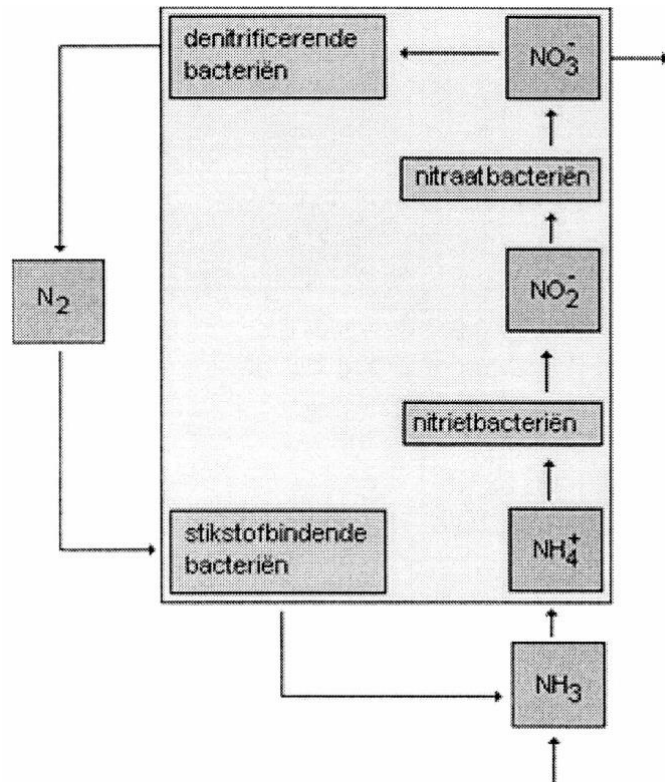 denitrificerende
bacteriën
NO3-
nitraatbacteriën
N2
NO2-
nitrietbacteriën
stikstofbindende
bacteriën
NH4+
NH3